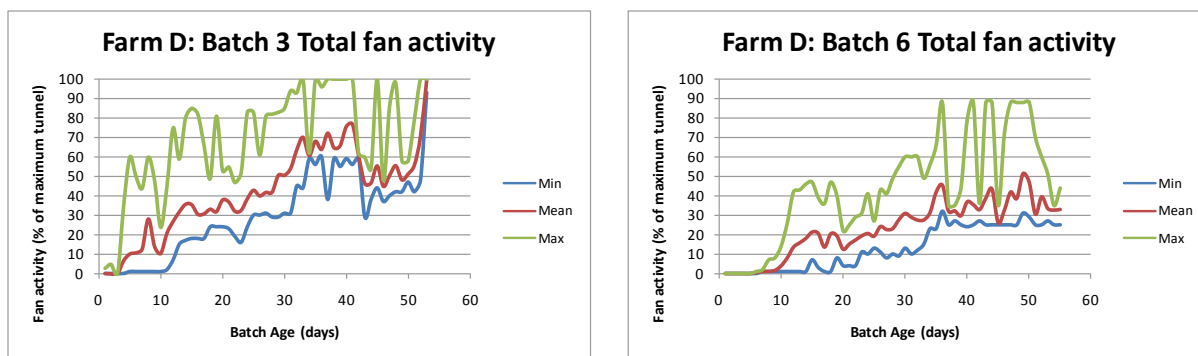 Farm D: Batch 3 Total fan activity
Fan activity (% of maximum tunnel)
100
90
80
70
60
50
40
30
20
10
0
0 10 20 30 40 50 60
Batch Age (days)
Min
Mean
Max
Farm D: Batch 6 Total fan activity
Fan activity (% of maximum tunnel)
100
90
80
70
60
50
40
30
20
10
0
0 10 20 30 40 50 60
Batch Age (days)
Min
Mean
Max